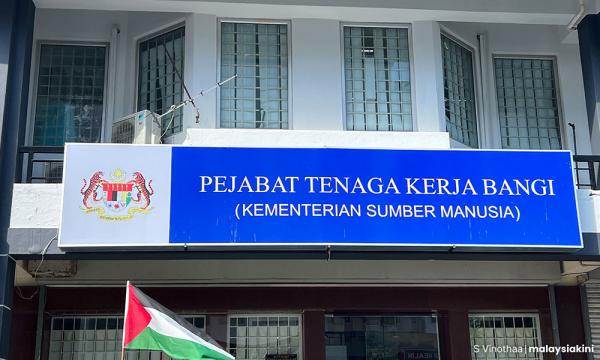 PEJABAT TENAGA KERJA BANGI
(KEMENTERIAN SUMBER MANUSIA)
S Vinothaa | malaysiakini